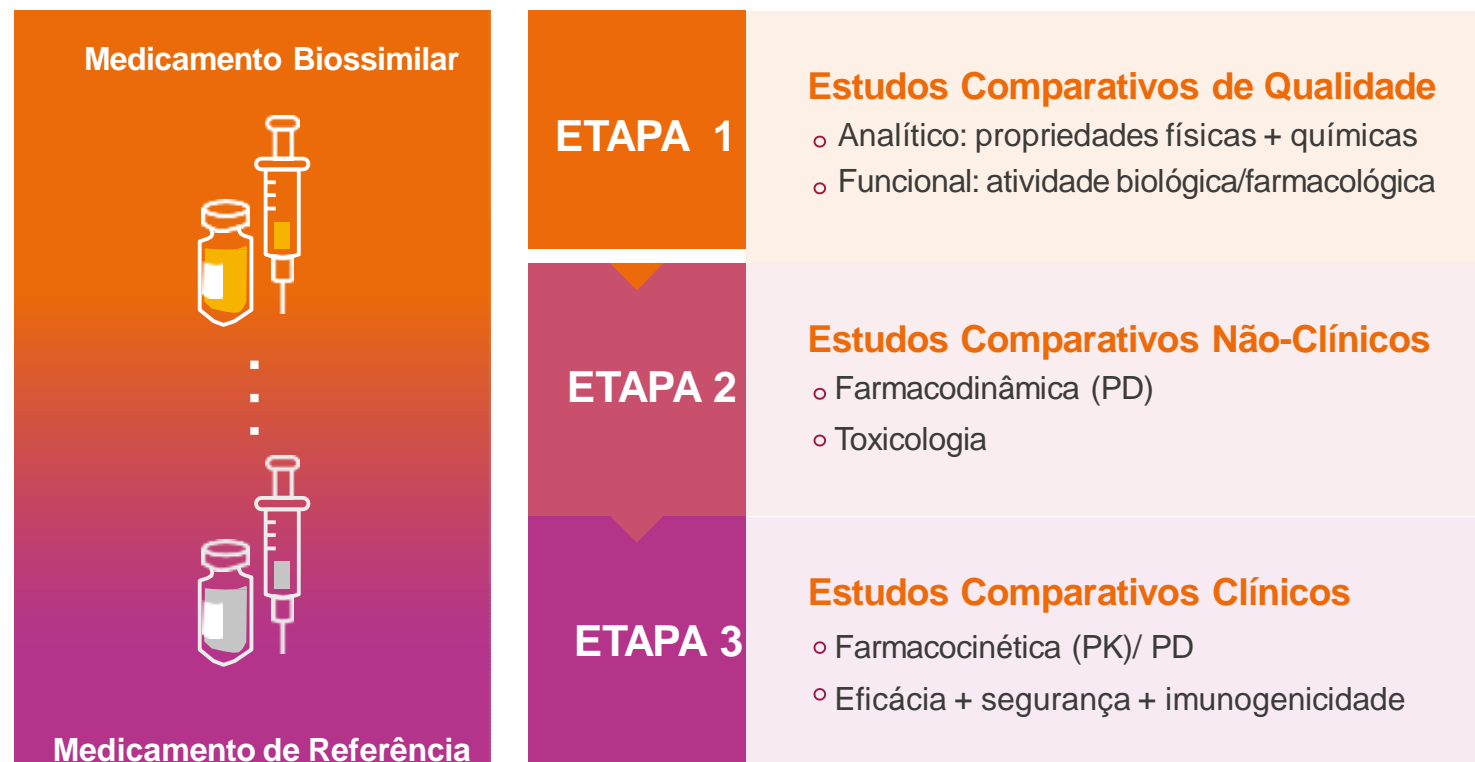 Medicamento Biossimilar
Medicamento de Referência
ETAPA 1
Estudos Comparativos de Qualidade
Analítico: propriedades físicas + químicas
Funcional: atividade biológica/farmacológica
ETAPA 2
Estudos Comparativos Não-Clínicos
Farmacodinâmica (PD)
Toxicologia
ETAPA 3
Estudos Comparativos Clínicos
Farmacocinética (PK)/ PD
Eficácia + segurança + imunogenicidade